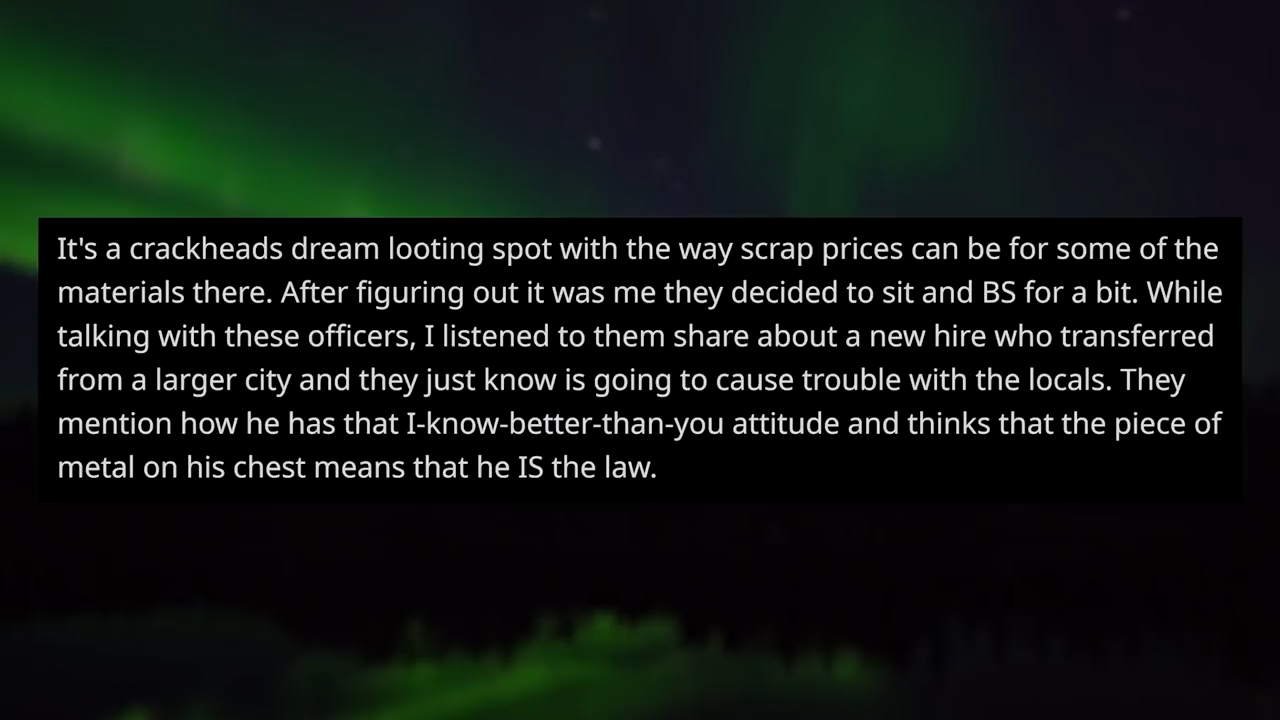 It's a crackheads dream looting spot with the way scrap prices can be for some of the
materials there. After figuring out it was me they decided to sit and BS for a bit. While
talking with these officers, I listened to them share about a new hire who transferred
from a larger city and they just know is going to cause trouble with the locals. They
mention how he has that I-know-better-than-you attitude and thinks that the piece of
metal on his chest means that he IS the law.